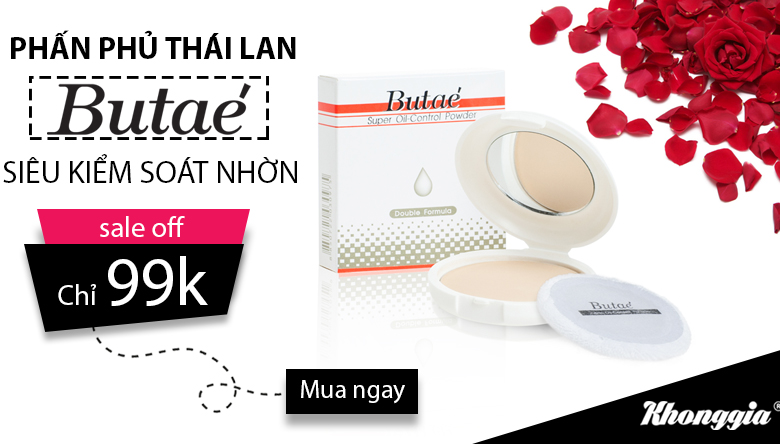 PHẤN PHỦ THÁI LAN
Butaé
SIÊU KIỂM SOÁT NHỜN
sale off
Chỉ 99k
Mua ngay
Butaé
Super Oil-Control Powder
Double Formula
Butaé
Khonggia®